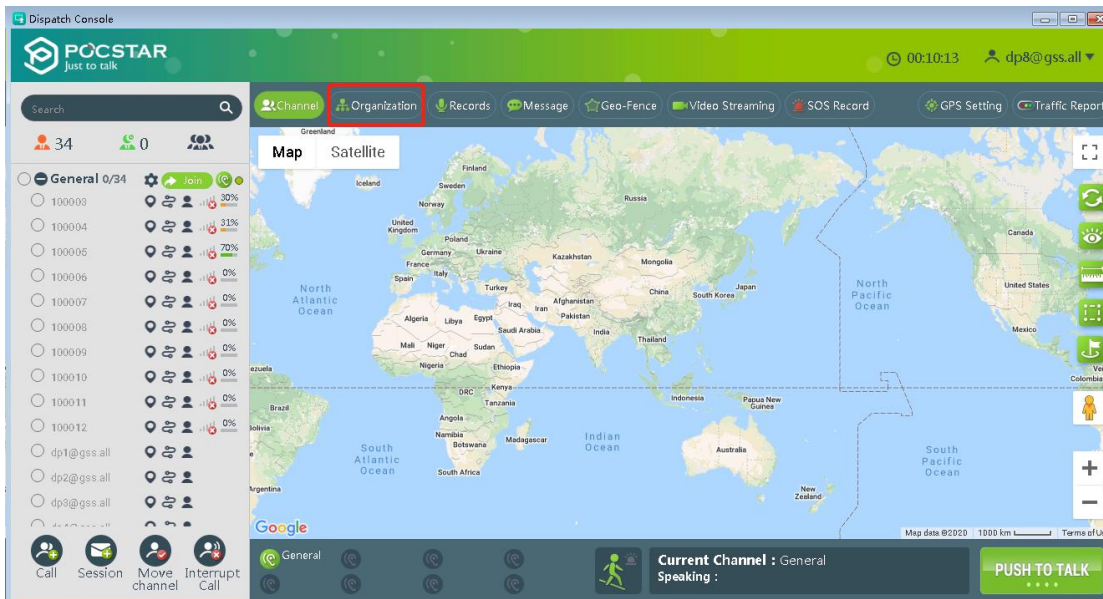 Dispatch Console
POCSTAR
Just to talk
00:10:13
dp8@gss.all
Search
Channel
Organization
Records
Message
Geo-Fence
Video Streaming
SOS Record
GPS Setting
Traffic Report
34
0
General 0/34
Join
100003
30%
100004
31%
100005
70%
100006
0%
100007
0%
100008
0%
100009
0%
100010
0%
100011
0%
100012
0%
dp1@gss.all
dp2@gss.all
dp3@gss.all
Call
Session
Move channel
Interrupt Call
Map
Satellite
Greenland
Iceland
Finland
Sweden
Norway
Russia
United Kingdom
Poland
Germany
Ukraine
France
Kazakhstan
Mongolia
Spain
Italy
Turkey
China
South Korea
Japan
North Atlantic Ocean
Iraq
Iran
Afghanistan
Pakistan
Algeria
Libya
Egypt
Saudi Arabia
India
Thailand
Mali
Niger
Chad
Sudan
Nigeria
Ethiopia
ezuela
DRC
Kenya
Tanzania
Indonesia
Papua New Guinea
Brazil
olivia
Angola
Namibia
Botswana
Madagascar
South Atlantic Ocean
Indian Ocean
Australia
South Africa
Argentina
New Zealand
North Pacific Ocean
South Pacific Ocean
Canada
United States
Mexico
Ve
Colombia
Google
Map data ©2020
1000 km
Terms of U
General
Current Channel : General
Speaking :
PUSH TO TALK